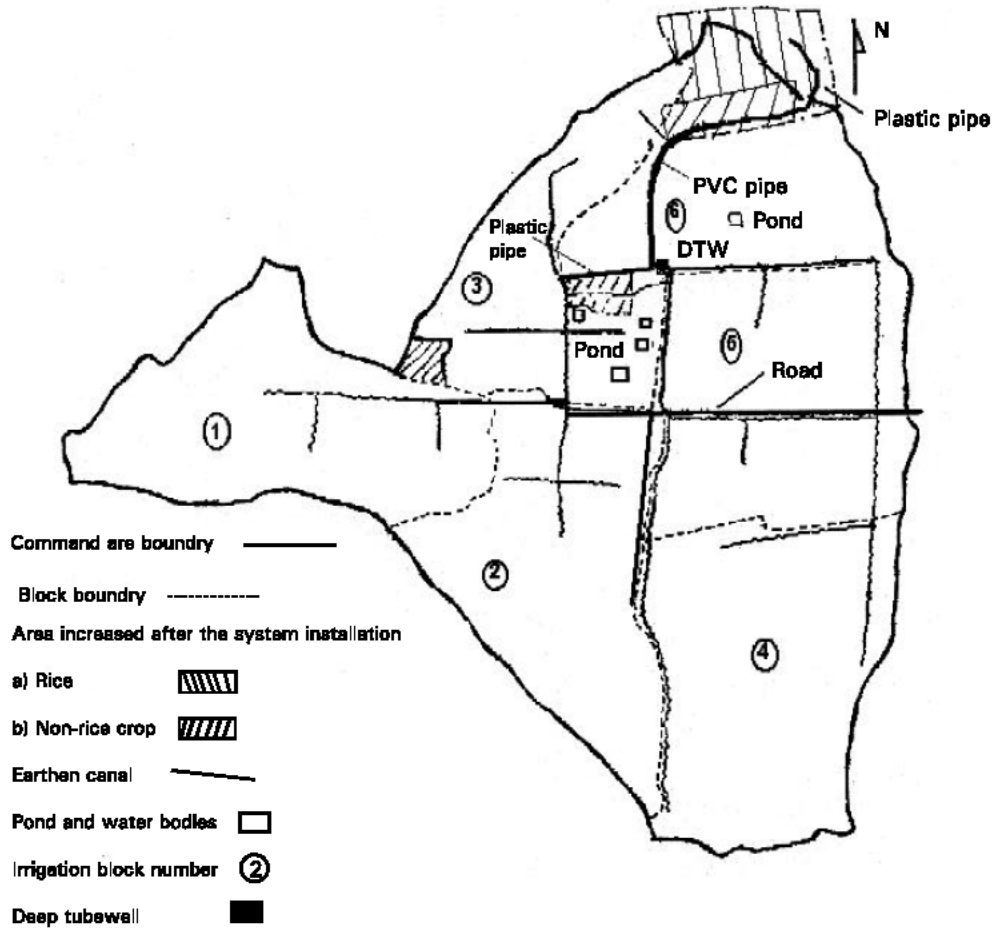 N
Plastic pipe
PVC pipe
6
Pond
Plastic
pipe
DTW
3
5
Pond
Road
1
Command are boundry
2
Block boundry
Area increased after the system installation
4
a) Rice
b) Non-rice crop
Earthen canal
Pond and water bodies
Irrigation block number 2
Deep tubewell